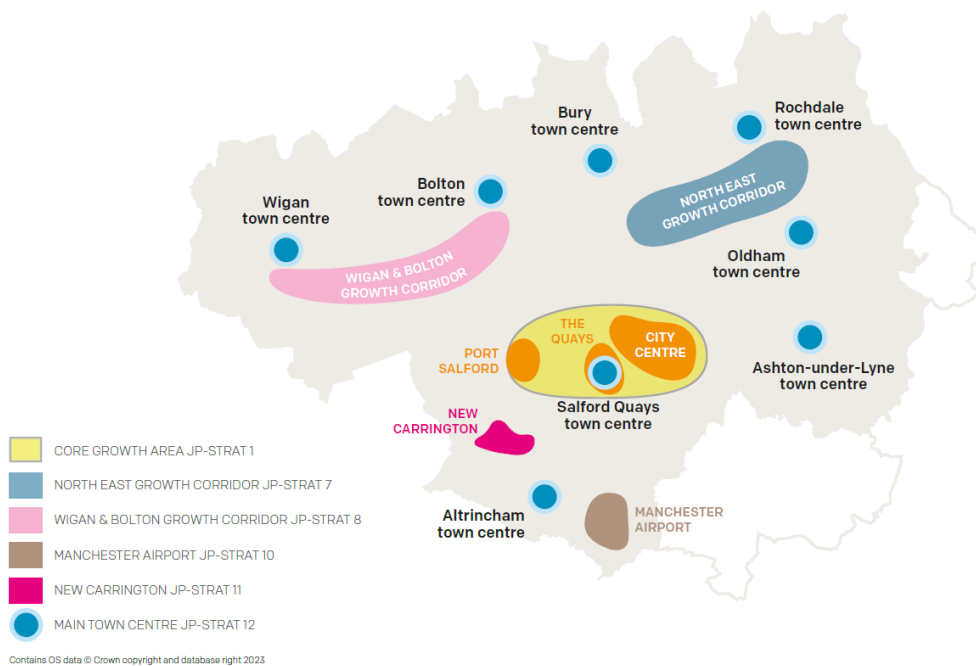 Bury
town centre
Rochdale
town centre
Bolton
town centre
Wigan
town centre
NORTH EAST
GROWTH CORRIDOR
Oldham
town centre
WIGAN & BOLTON
GROWTH CORRIDOR
THE
QUAYS
CITY
CENTRE
PORT
SALFORD
Ashton-under-Lyne
town centre
Salford Quays
town centre
NEW
CARRINGTON
Altrincham
town centre
MANCHESTER
AIRPORT
CORE GROWTH AREA JP-STRAT 1
NORTH EAST GROWTH CORRIDOR JP-STRAT 7
WIGAN & BOLTON GROWTH CORRIDOR JP-STRAT 8
MANCHESTER AIRPORT JP-STRAT 10
NEW CARRINGTON JP-STRAT 11
MAIN TOWN CENTRE JP-STRAT 12
Contains OS data © Crown copyright and database right 2023